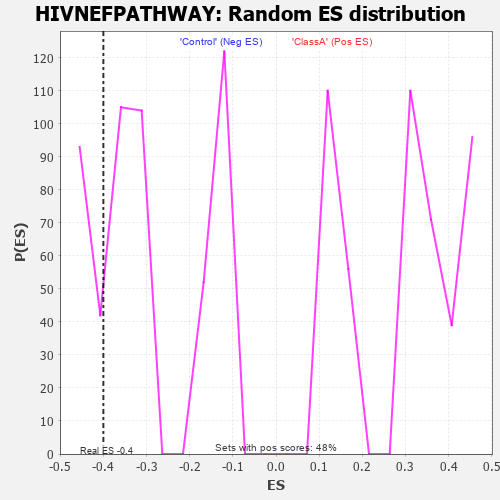 HIVNEFPATHWAY: Random ES distribution
'Control' (Neg ES) 'ClassA' (Pos ES)
120
110
100
90
80
70
60
50
40
30
20
10
0
P(ES)
Real ES -0.4 Sets with pos scores: 48%
-0.5 -0.4 -0.3 -0.2 -0.1 0.0 0.1 0.2 0.3 0.4 0.5
ES